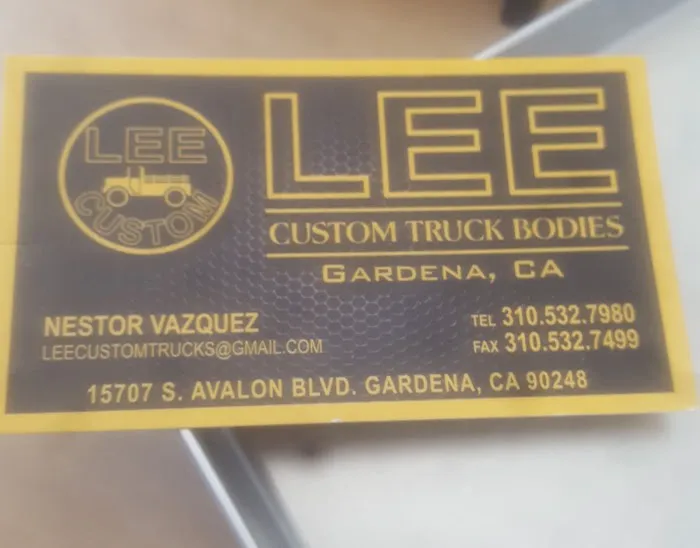 LEE
CUSTOM
LEE
CUSTOM TRUCK BODIES
GARDENA, CA
NESTOR VAZQUEZ
LEECUSTOMTRUCKS@GMAIL.COM
TEL 310.532.7980
FAX 310.532.7499
15707 S. AVALON BLVD. GARDENA, CA 90248